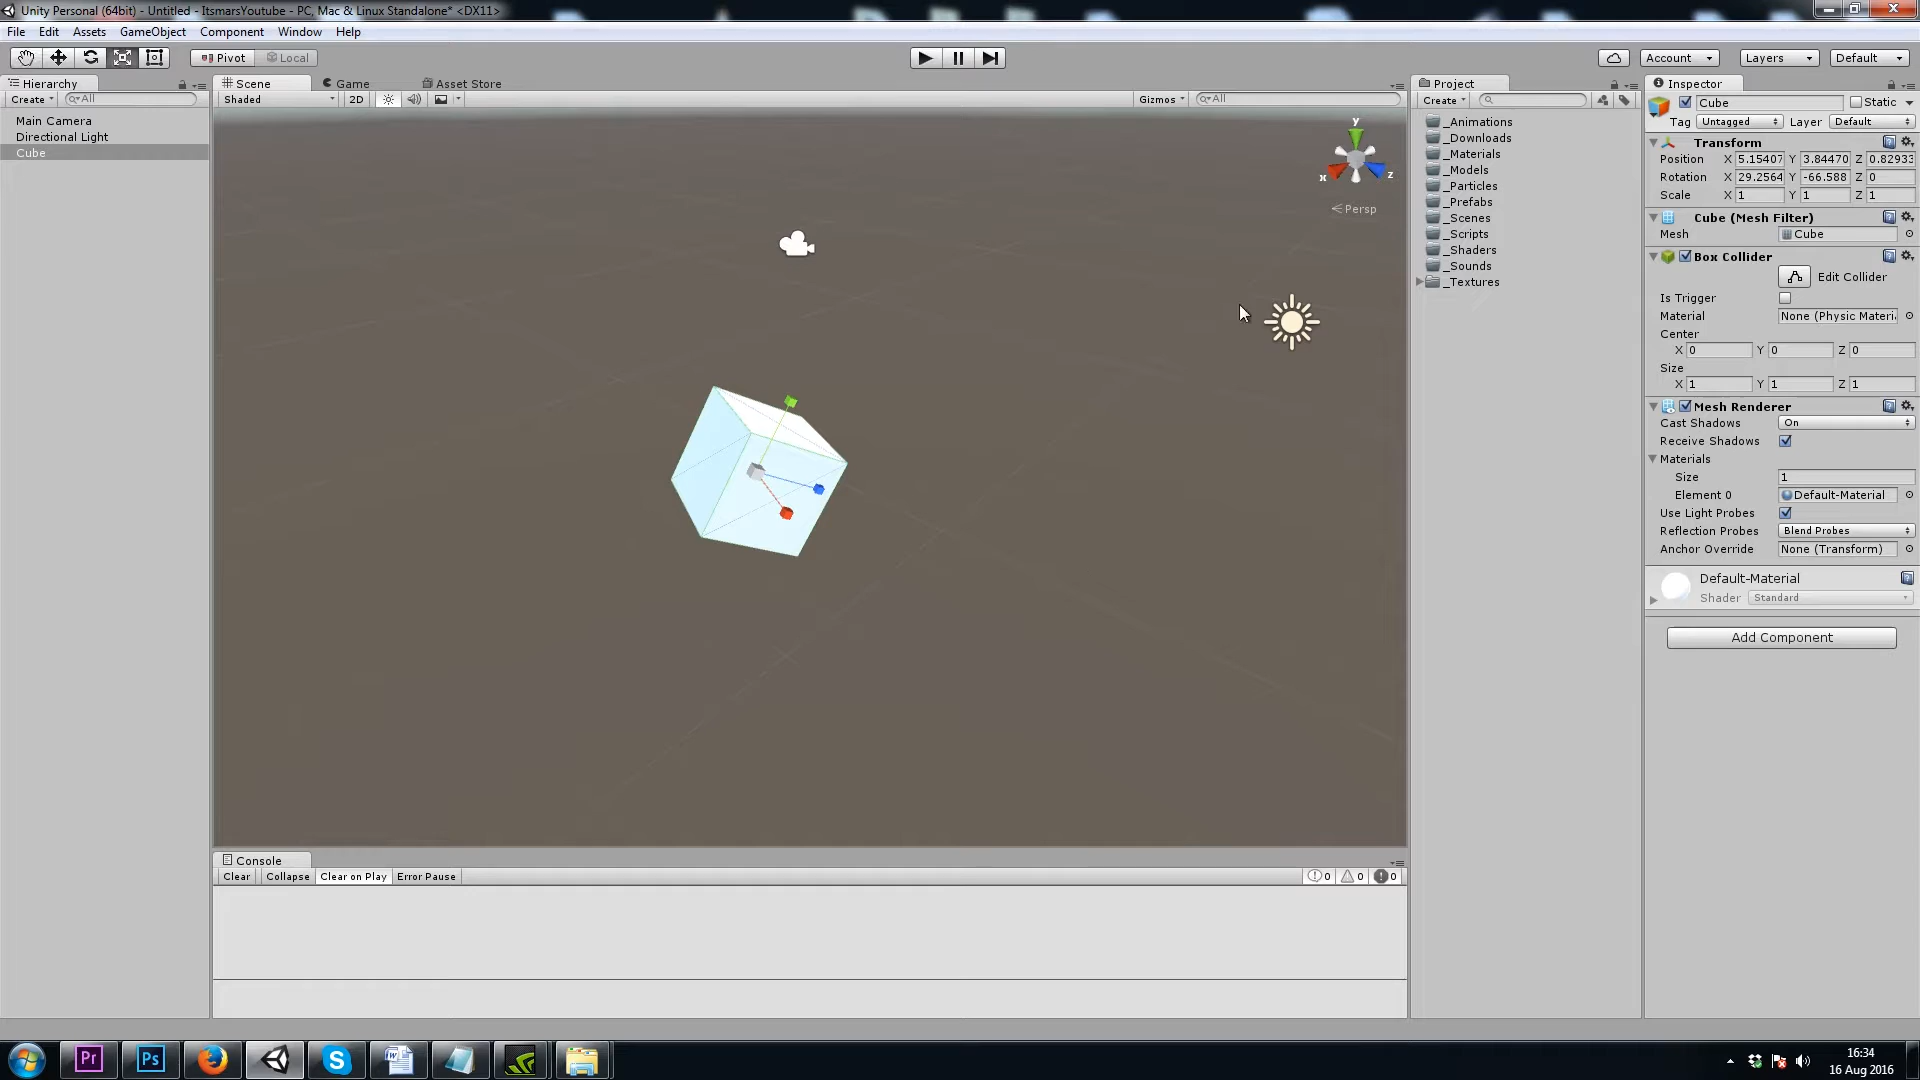 Unity Personal (64bit) - Untitled - ItsmarsYoutube - PC, Mac & Linux Standalone* <DX11>
File Edit Assets GameObject Component Window Help
Pivot Local Account Layers Default
Hierarchy
Create All
Main Camera
Directional Light
Cube
Scene Game Asset Store
Shaded 2D Gizmos All
y
x z
Persp
Console
Clear Collapse Clear on Play Error Pause 0 0 0
Project
Create
_Animations
_Downloads
_Materials
_Models
_Particles
_Prefabs
_Scenes
_Scripts
_Shaders
_Sounds
_Textures
Inspector
Cube Static
Tag Untagged Layer Default
Transform
Position X 5.15407 Y 3.84470 Z 0.82933
Rotation X 29.2564 Y -66.588 Z 0
Scale X 1 Y 1 Z 1
Cube (Mesh Filter)
Mesh Cube
Box Collider
Edit Collider
Is Trigger
Material None (Physic Materi
Center
X 0 Y 0 Z 0
Size
X 1 Y 1 Z 1
Mesh Renderer
Cast Shadows On
Receive Shadows
Materials
Size 1
Element 0 Default-Material
Use Light Probes
Reflection Probes Blend Probes
Anchor Override None (Transform)
Default-Material
Shader Standard
Add Component
Pr Ps S W
16:34
16 Aug 2016